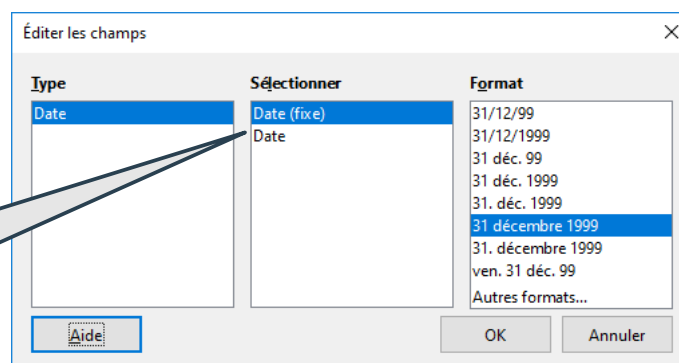 Éditer les champs
Type
Date
Sélectionner
Date (fixe)
Date
Format
31/12/99
31/12/1999
31 déc. 99
31 déc. 1999
31. déc. 1999
31 décembre 1999
31. décembre 1999
ven. 31 déc. 99
Autres formats...
Aide
OK
Annuler